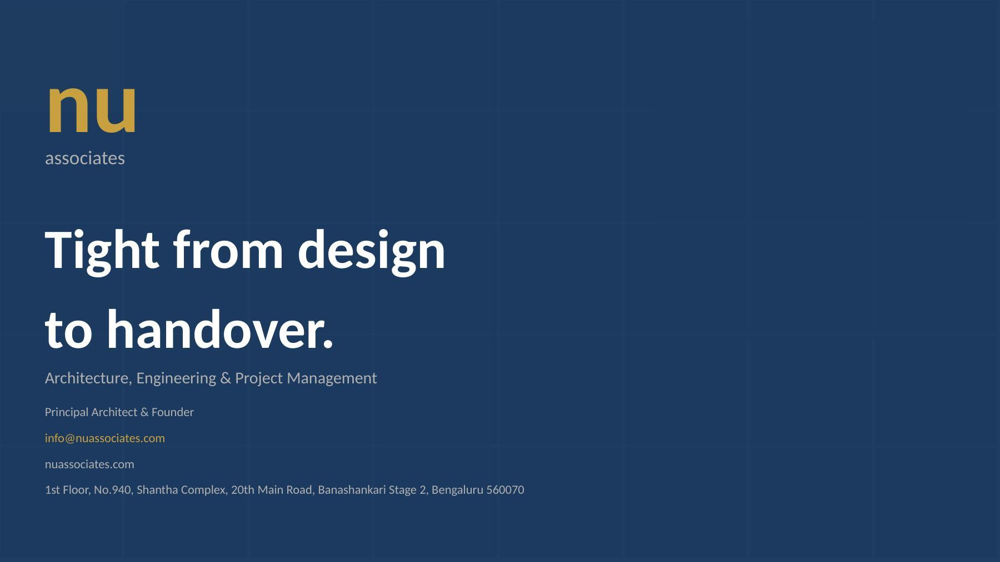 nu
associates
Tight from design
to handover.
Architecture, Engineering & Project Management
Principal Architect & Founder
info@nuassociates.com
nuassociates.com
1st Floor, No.940, Shantha Complex, 20th Main Road, Banashankari Stage 2, Bengaluru 560070